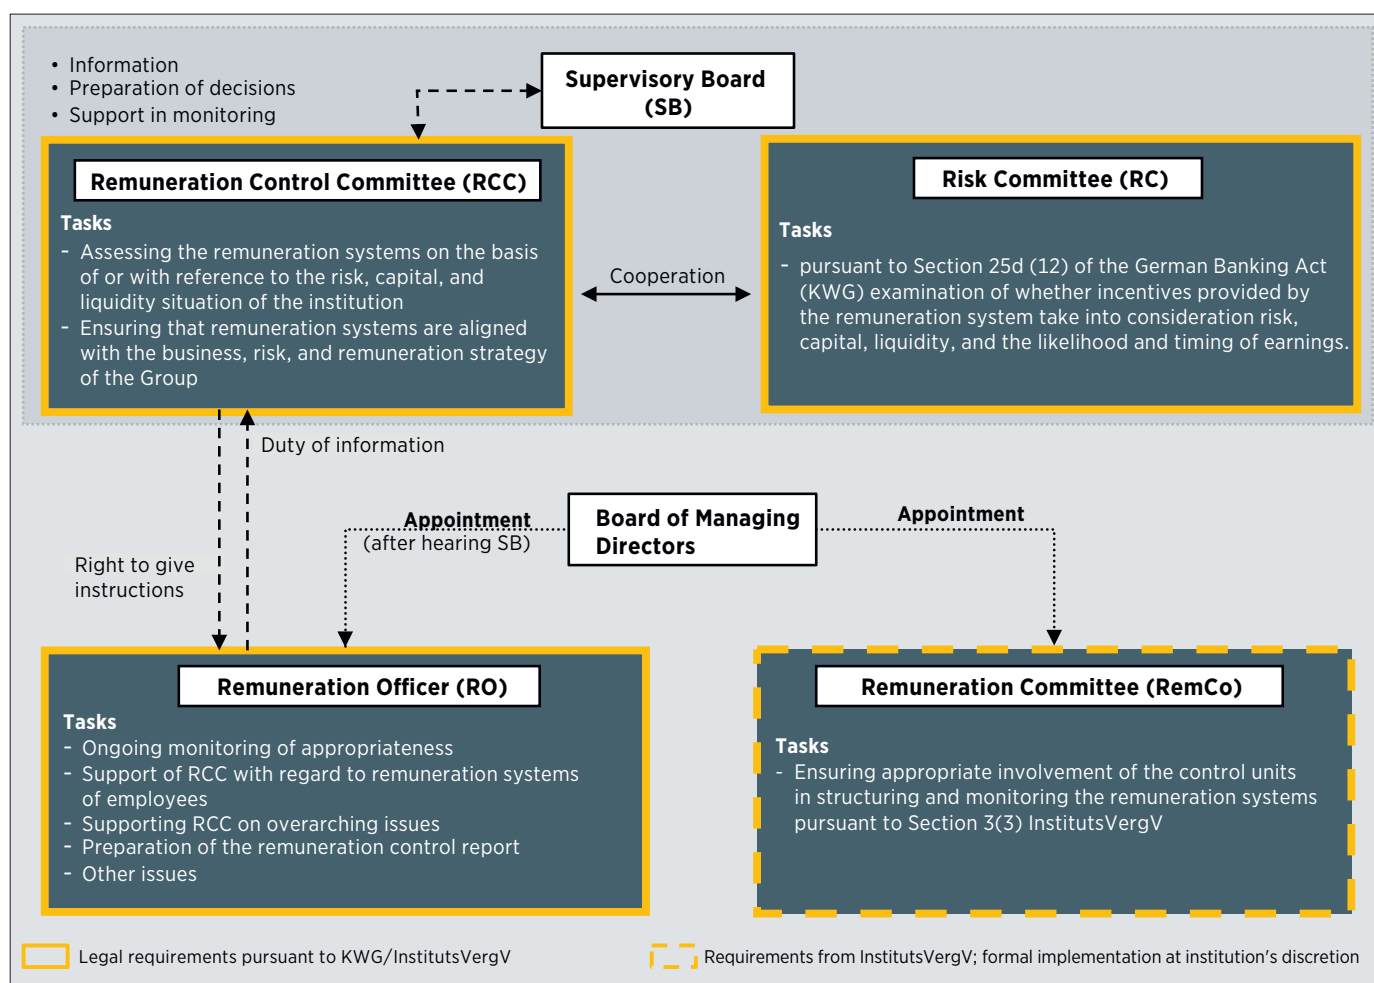 • Information
• Preparation of decisions
• Support in monitoring
Supervisory Board
(SB)
Remuneration Control Committee (RCC)
Tasks
- Assessing the remuneration systems on the basis
of or with reference to the risk, capital, and
liquidity situation of the institution
- Ensuring that remuneration systems are aligned
with the business, risk, and remuneration strategy
of the Group
Cooperation
Risk Committee (RC)
Tasks
- pursuant to Section 25d (12) of the German Banking Act
(KWG) examination of whether incentives provided by
the remuneration system take into consideration risk,
capital, liquidity, and the likelihood and timing of earnings.
Duty of information
Right to give
instructions
Appointment
(after hearing SB)
Board of Managing
Directors
Appointment
Remuneration Officer (RO)
Tasks
- Ongoing monitoring of appropriateness
- Support of RCC with regard to remuneration systems
of employees
- Supporting RCC on overarching issues
- Preparation of the remuneration control report
- Other issues
Remuneration Committee (RemCo)
Tasks
- Ensuring appropriate involvement of the control units
in structuring and monitoring the remuneration systems
pursuant to Section 3(3) InstitutsVergV
Legal requirements pursuant to KWG/InstitutsVergV
Requirements from InstitutsVergV; formal implementation at institution's discretion